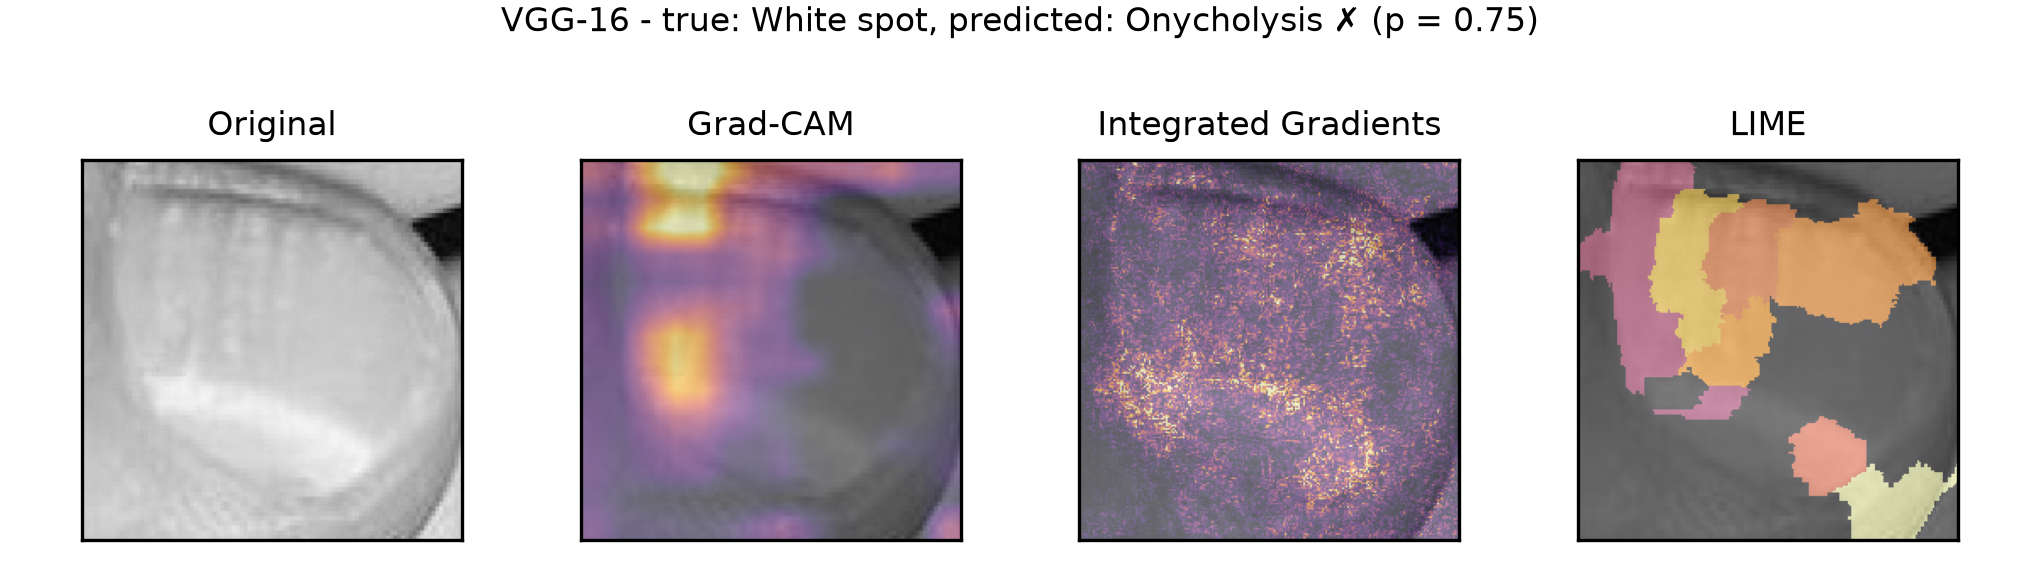 VGG-16 - true: White spot, predicted: Onycholysis ✗ (p = 0.75)
Original
Grad-CAM
Integrated Gradients
LIME